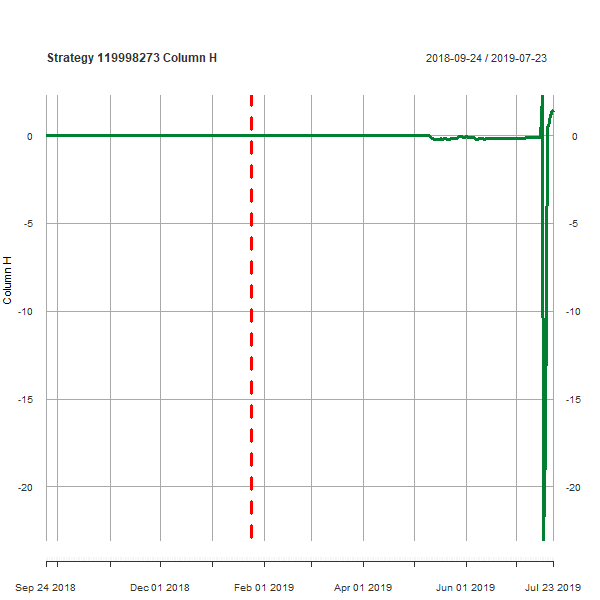 Strategy 119998273 Column H
2018-09-24 / 2019-07-23
0
-5
-10
-15
-20
Column H
0
-5
-10
-15
-20
Sep 24 2018
Dec 01 2018
Feb 01 2019
Apr 01 2019
Jun 01 2019
Jul 23 2019